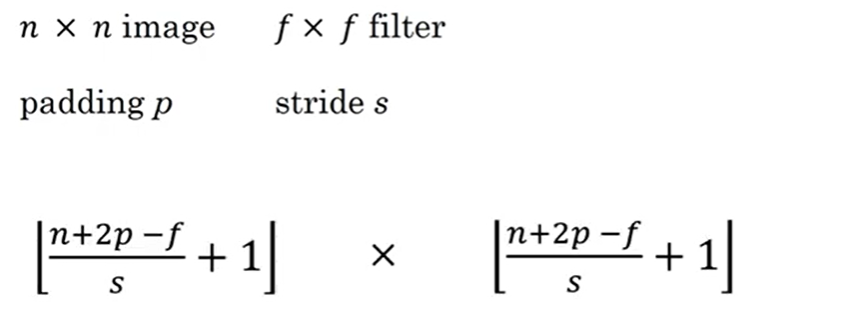 n × n image f × f filter
padding p stride s
⌊(n+2p −f)/s + 1⌋ × ⌊(n+2p −f)/s + 1⌋